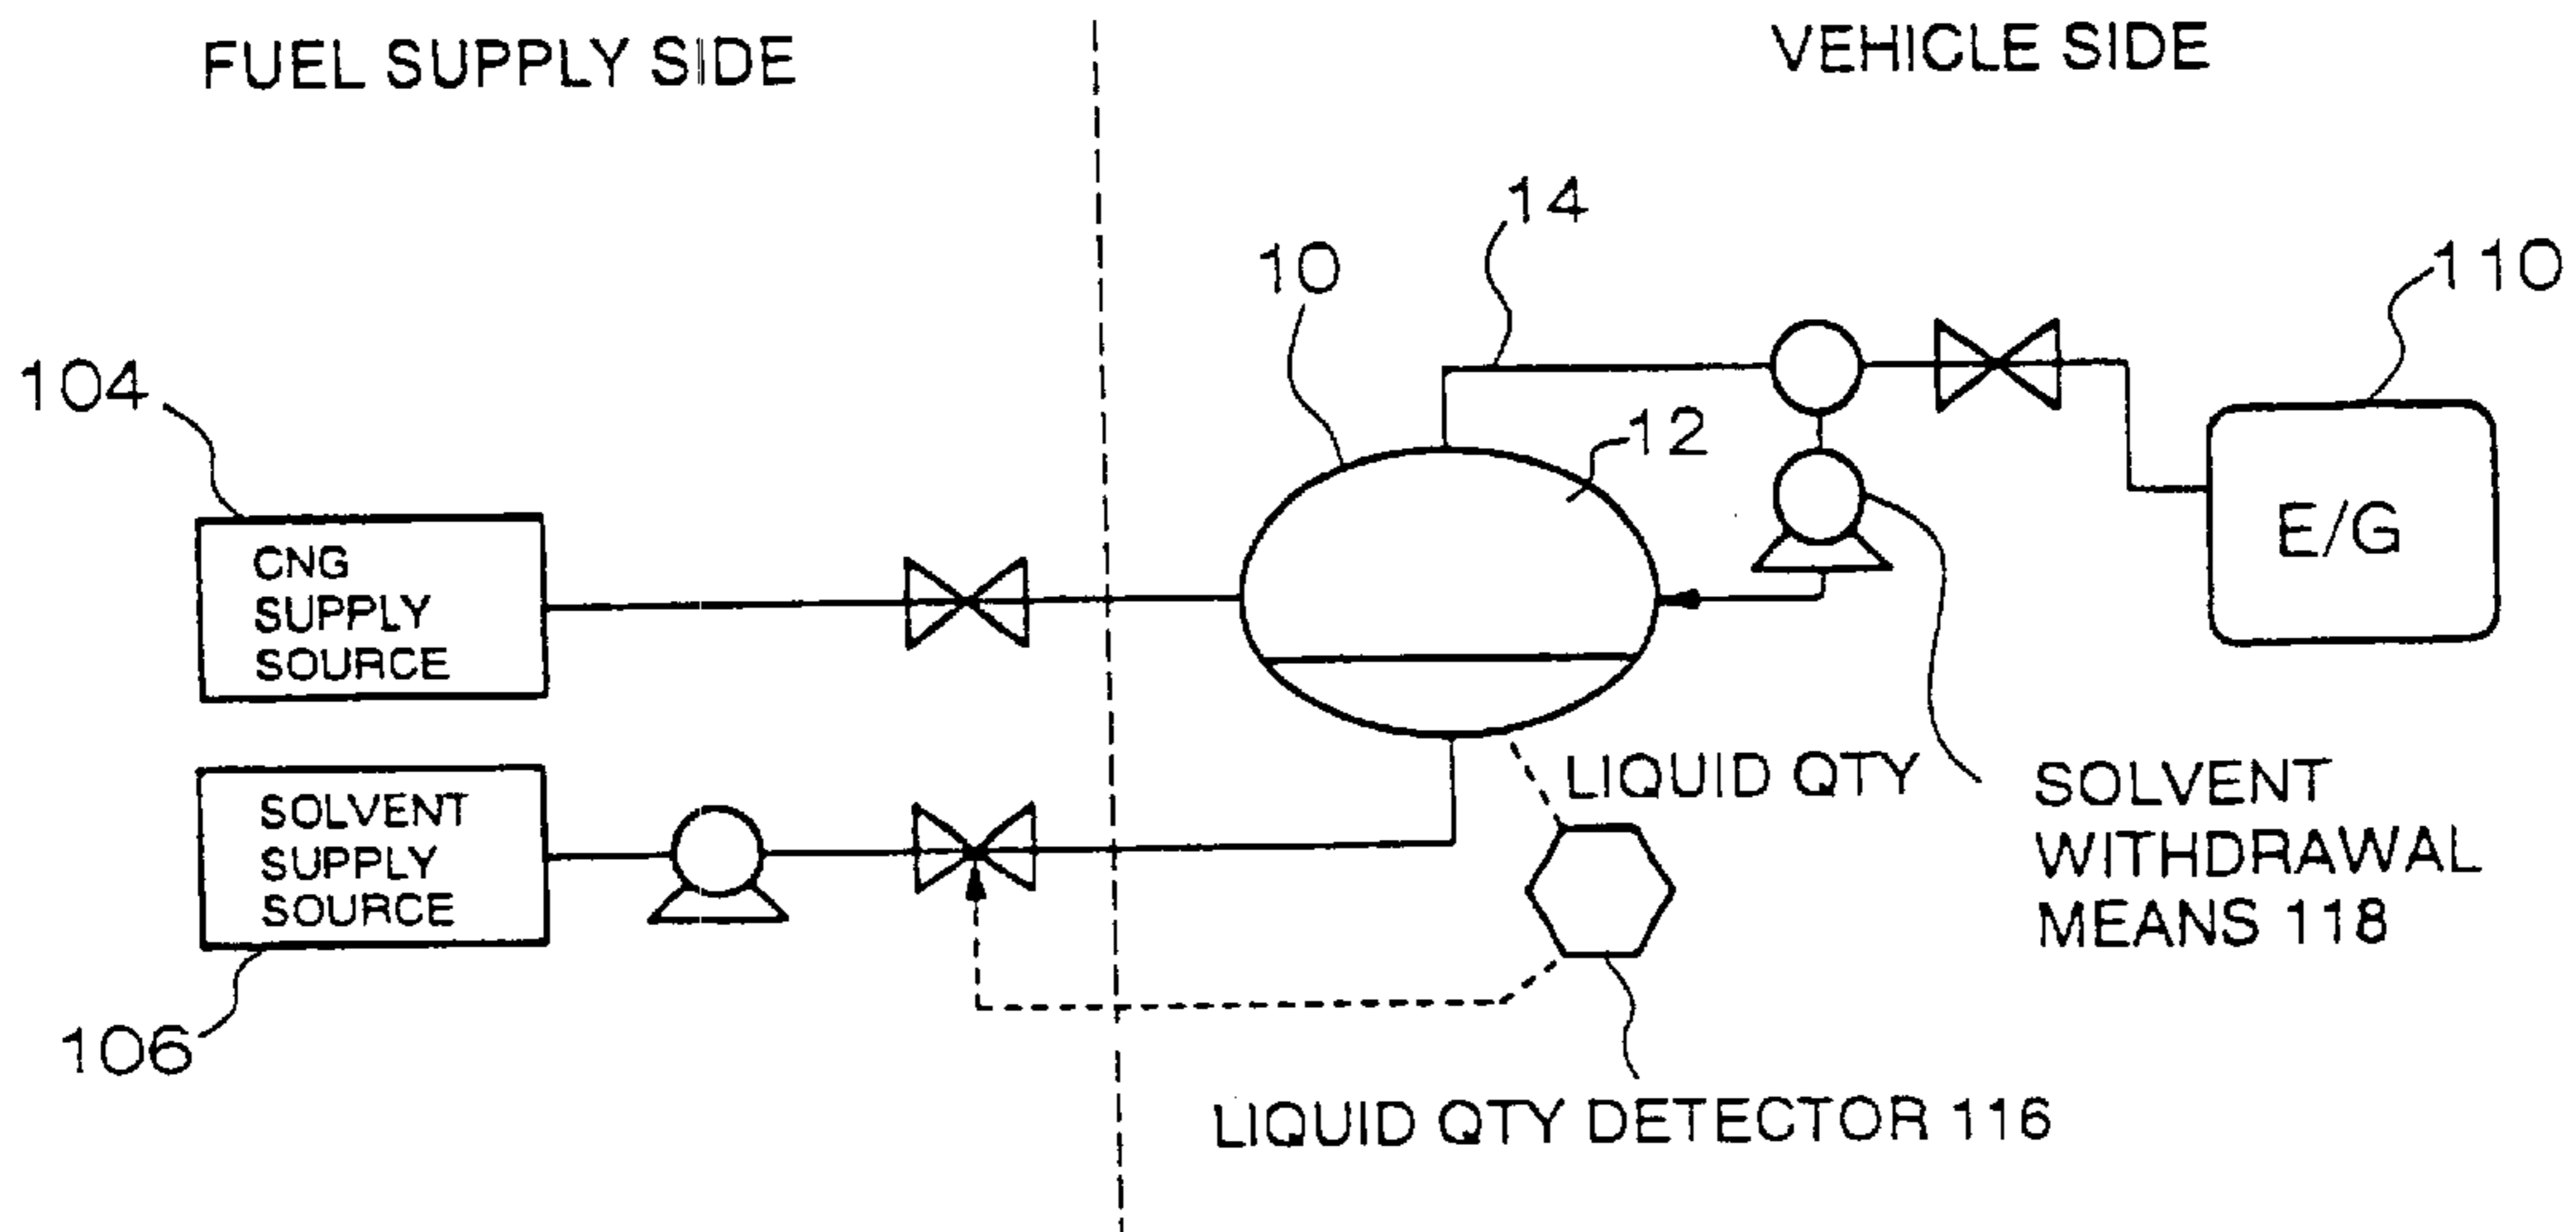 FUEL SUPPLY SIDE
VEHICLE SIDE
14
10
110
104
12
CNG
SUPPLY
SOURCE
E/G
LIQUID QTY
SOLVENT
WITHDRAWAL
MEANS 118
SOLVENT
SUPPLY
SOURCE
106
LIQUID QTY DETECTOR 116